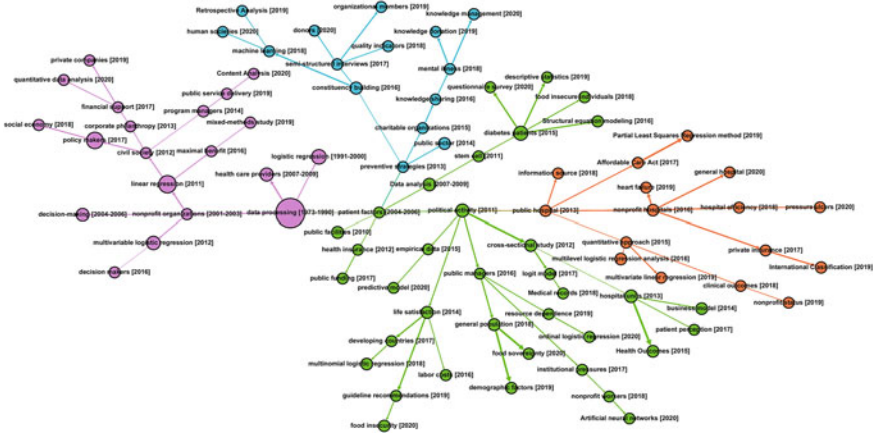 Retrospective Analysis [2019]
organizational members [2019]
knowledge management [2020]
human societies [2020]
donors [2020]
knowledge donation [2019]
quality indicators [2018]
machine learning [2018]
semi-structured interviews [2017]
mental illness [2018]
private companies [2019]
Content Analysis [2020]
quantitative data analysis [2020]
constituency building [2016]
descriptive statistics [2019]
questionnaire survey [2020]
public service delivery [2019]
knowledge sharing [2016]
food insecure individuals [2018]
financial support [2017]
program managers [2014]
Structural equation modeling [2016]
social economy [2018]
corporate philanthropy [2013]
mixed-methods study [2019]
charitable organizations [2015]
diabetes patients [2015]
Partial Least Squares Regression method [2019]
policy makers [2017]
public sector [2014]
civil society [2012]
maximal benefit [2016]
logistic regression [1991-2000]
stem cell [2011]
Affordable Care Act [2017]
preventive strategies [2013]
information source [2018]
general hospital [2020]
health care providers [2007-2009]
linear regression [2011]
Data analysis [2007-2009]
heart failure [2019]
decision-making [2004-2006]
nonprofit organizations [2001-2003]
data processing [1973-1990]
patient factors [2004-2006]
political activity [2011]
public hospital [2013]
nonprofit hospitals [2016]
hospital efficiency [2018]
pressure ulcers [2020]
public facilities [2010]
multivariable logistic regression [2012]
health insurance [2012]
empirical data [2015]
cross-sectional study [2012]
quantitative approach [2015]
private insurance [2017]
multilevel logistic regression analysis [2016]
decision makers [2016]
public funding [2017]
public managers [2016]
logit model [2017]
International Classification [2019]
multivariate linear regression [2019]
predictive model [2020]
Medical records [2016]
clinical outcomes [2018]
hospital units [2013]
nonprofit status [2019]
life satisfaction [2014]
resource dependence [2019]
business model [2014]
general population [2018]
patient perception [2017]
ordinal logistic regression [2020]
developing countries [2017]
food sovereignty [2020]
Health Outcomes [2015]
multinomial logistic regression [2018]
labor costs [2016]
institutional pressures [2017]
demographic factors [2019]
guideline recommendations [2019]
nonprofit workers [2018]
Artificial neural networks [2020]
food insecurity [2020]